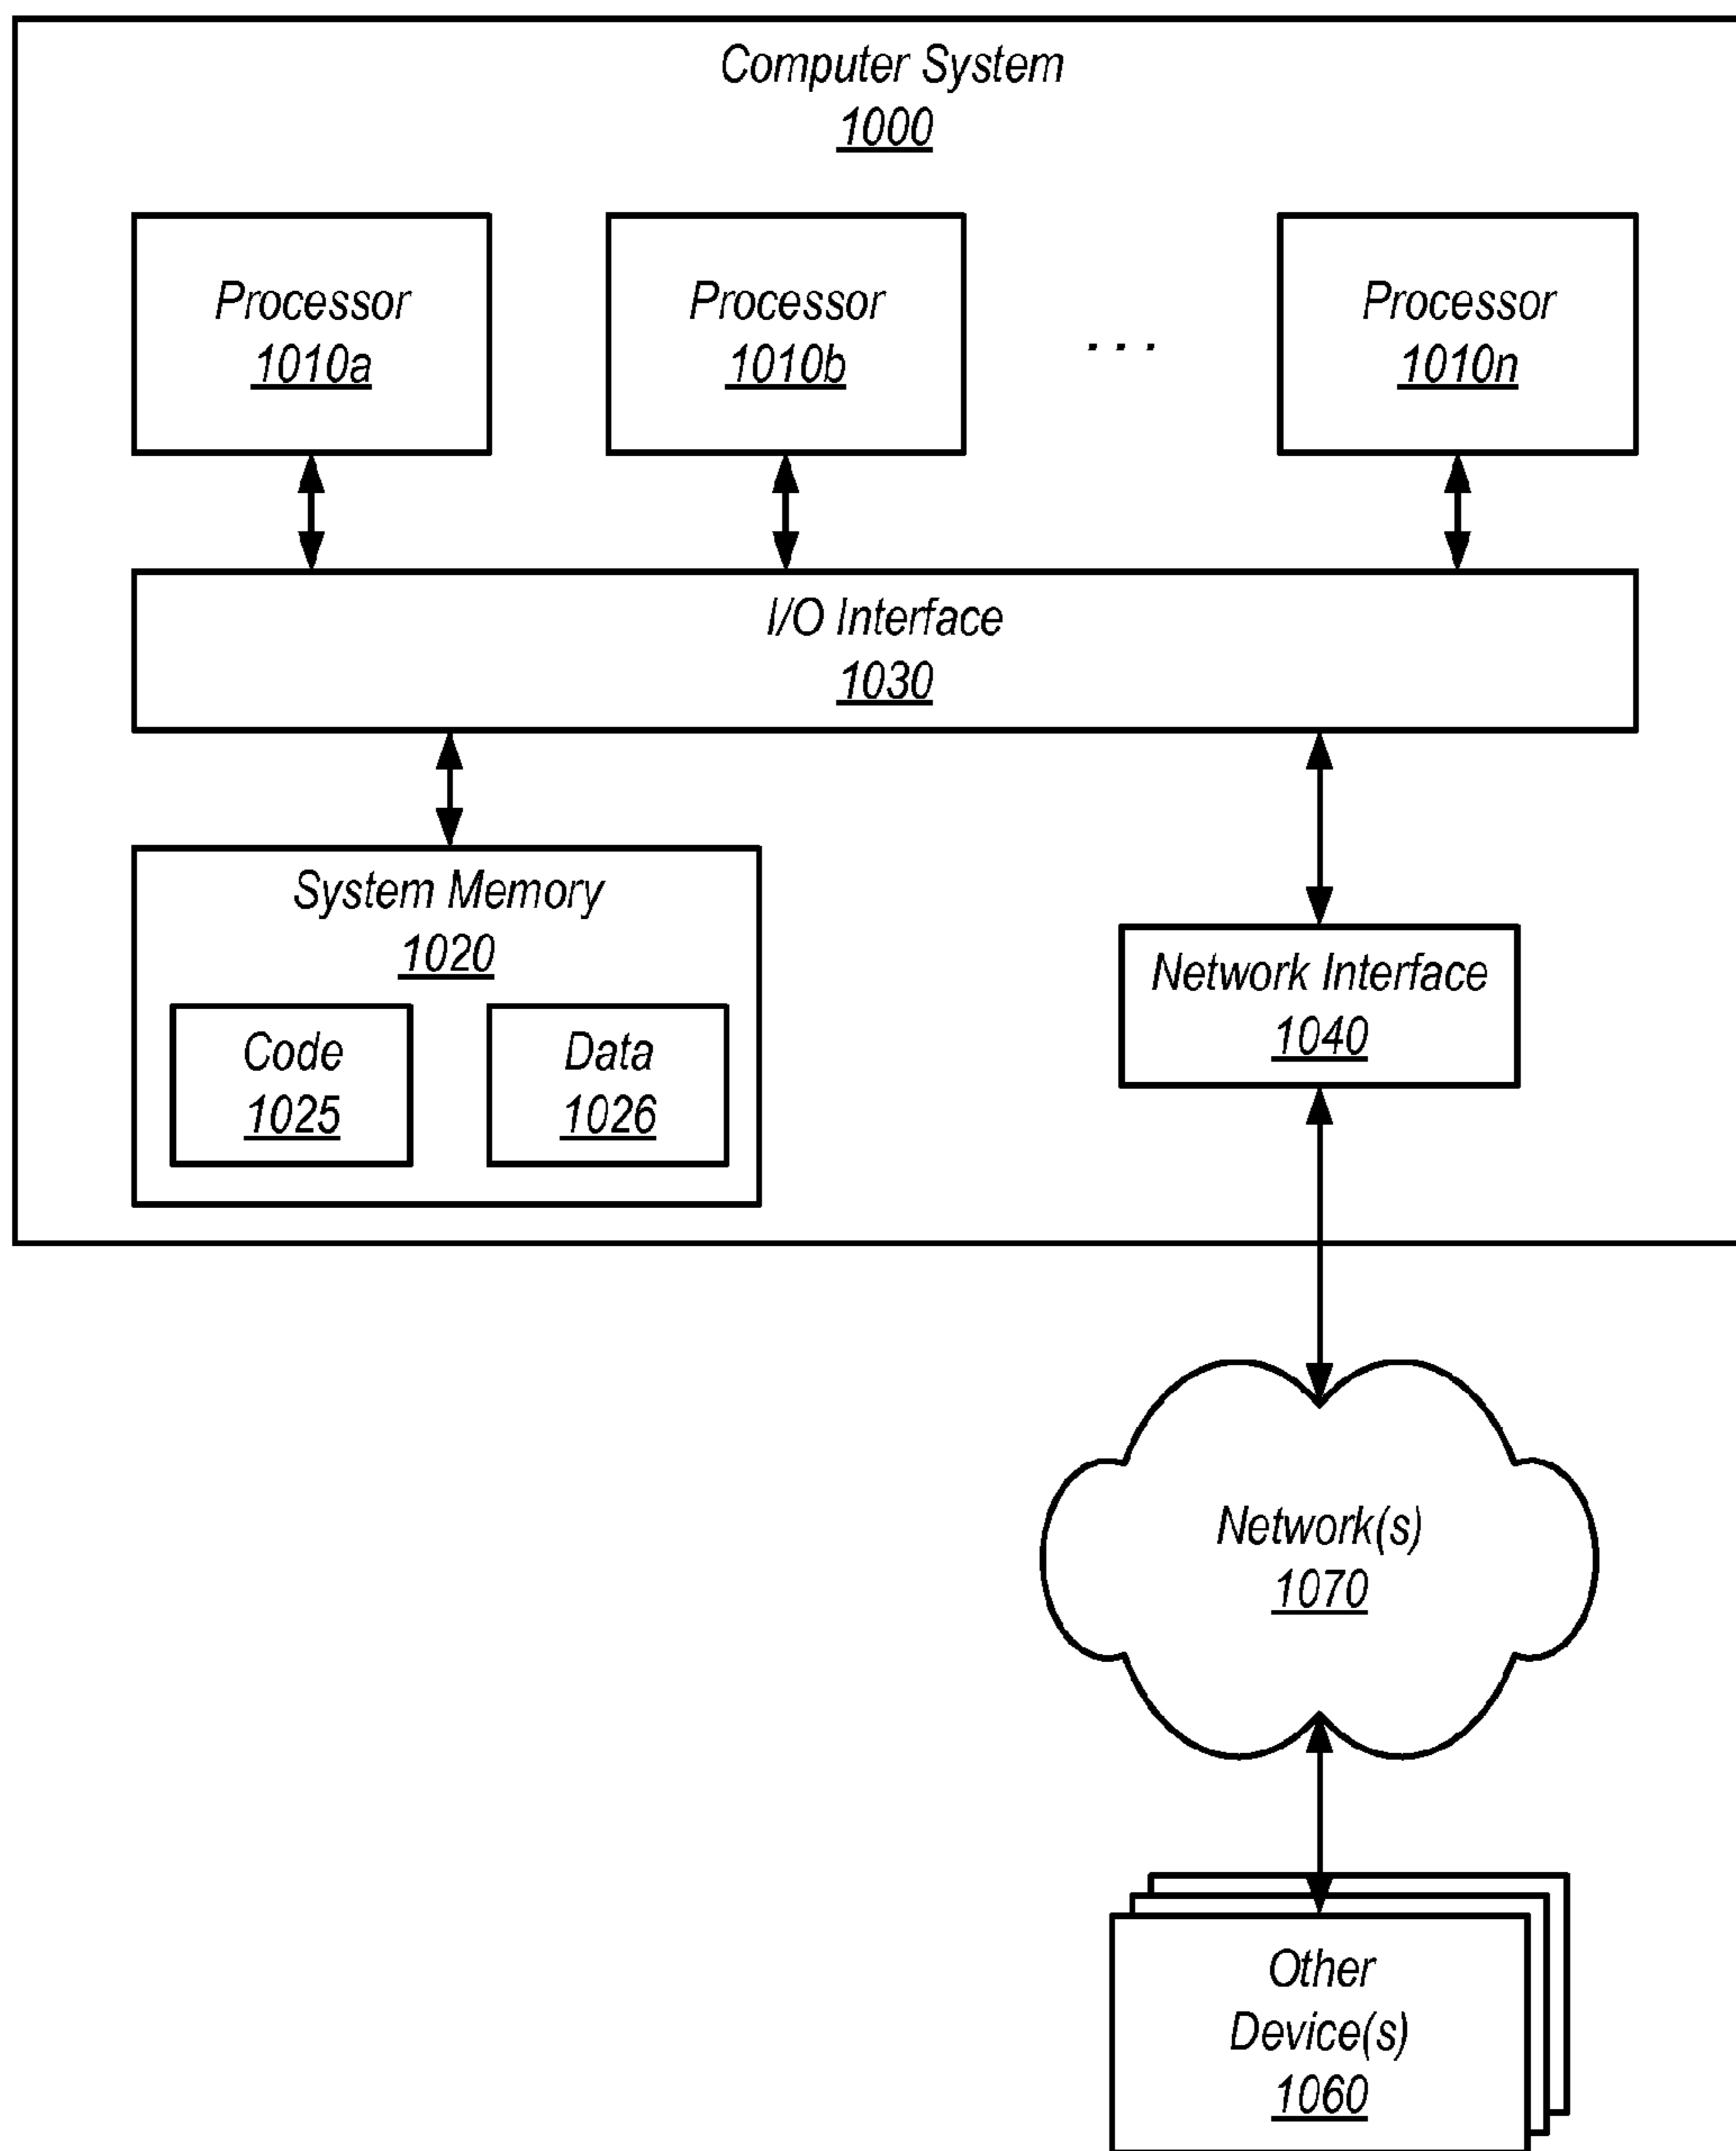 Computer System
1000
Processor
1010a
Processor
1010b
. . .
Processor
1010n
I/O Interface
1030
System Memory
1020
Code
1025
Data
1026
Network Interface
1040
Network(s)
1070
Other
Device(s)
1060